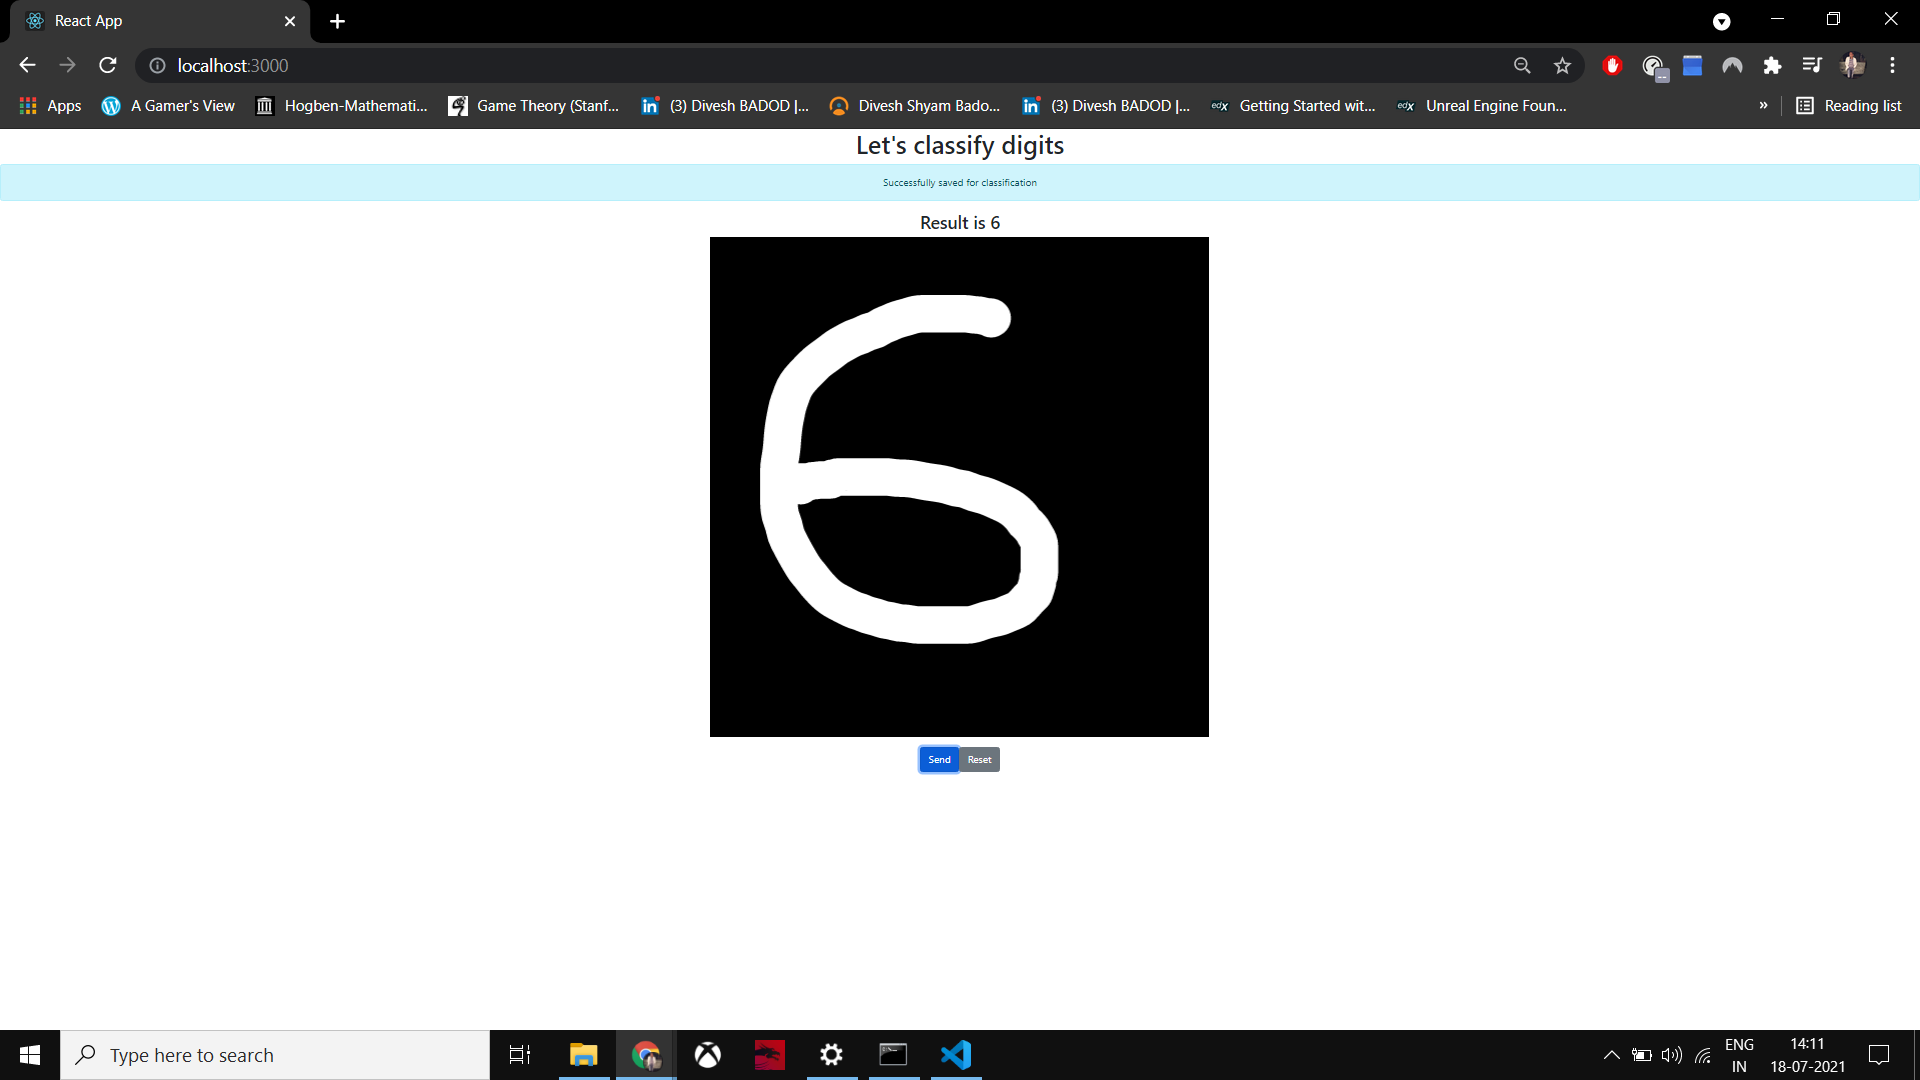 React App
localhost:3000
Apps
A Gamer's View
Hogben-Mathemati...
Game Theory (Stanf...
(3) Divesh BADOD |...
Divesh Shyam Bado...
(3) Divesh BADOD |...
Getting Started wit...
Unreal Engine Foun...
»
Reading list
Let's classify digits
Successfully saved for classification
Result is 6
6
Send
Reset
Type here to search
ENG
IN
14:11
18-07-2021